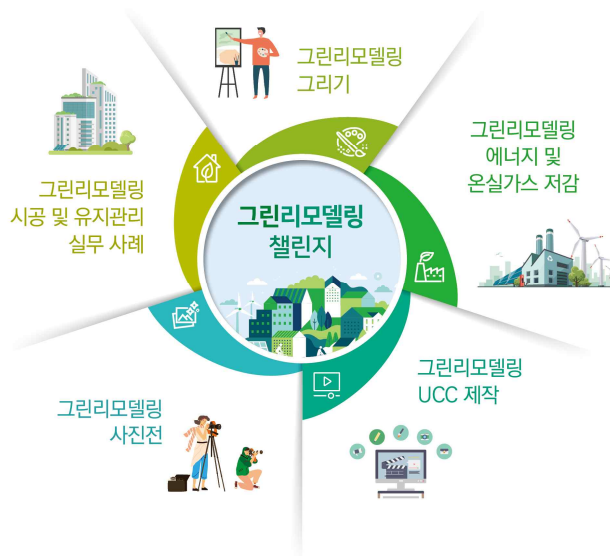 그린리모델링
그리기
그린리모델링
에너지 및
온실가스 저감
그린리모델링
시공 및 유지관리
실무 사례
그린리모델링
챌린지
그린리모델링
UCC 제작
그린리모델링
사진전